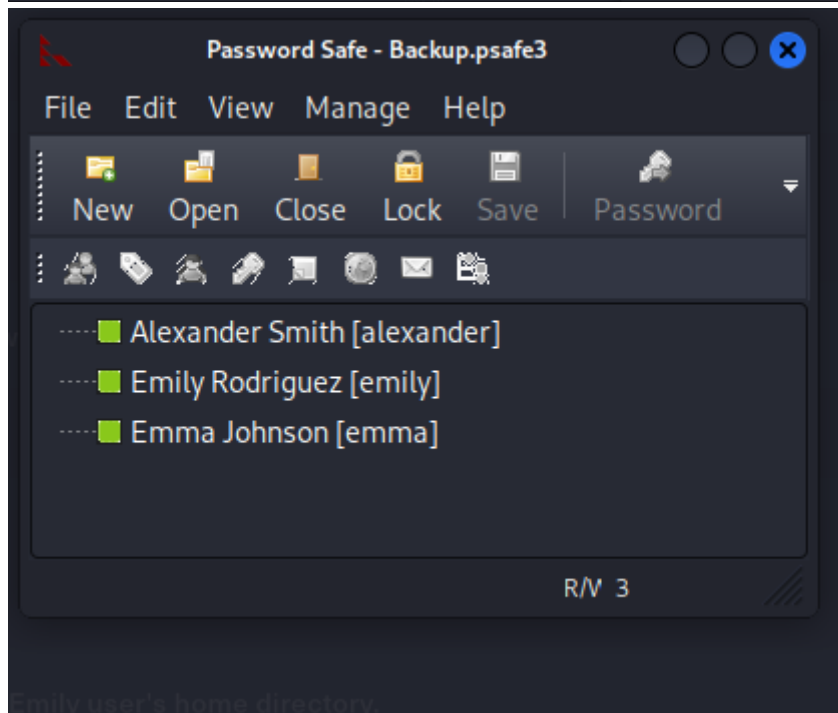 Password Safe - Backup.psafe3
File Edit View Manage Help
New Open Close Lock Save Password
Alexander Smith [alexander]
Emily Rodriguez [emily]
Emma Johnson [emma]
R/W 3
Emily user's home directory.